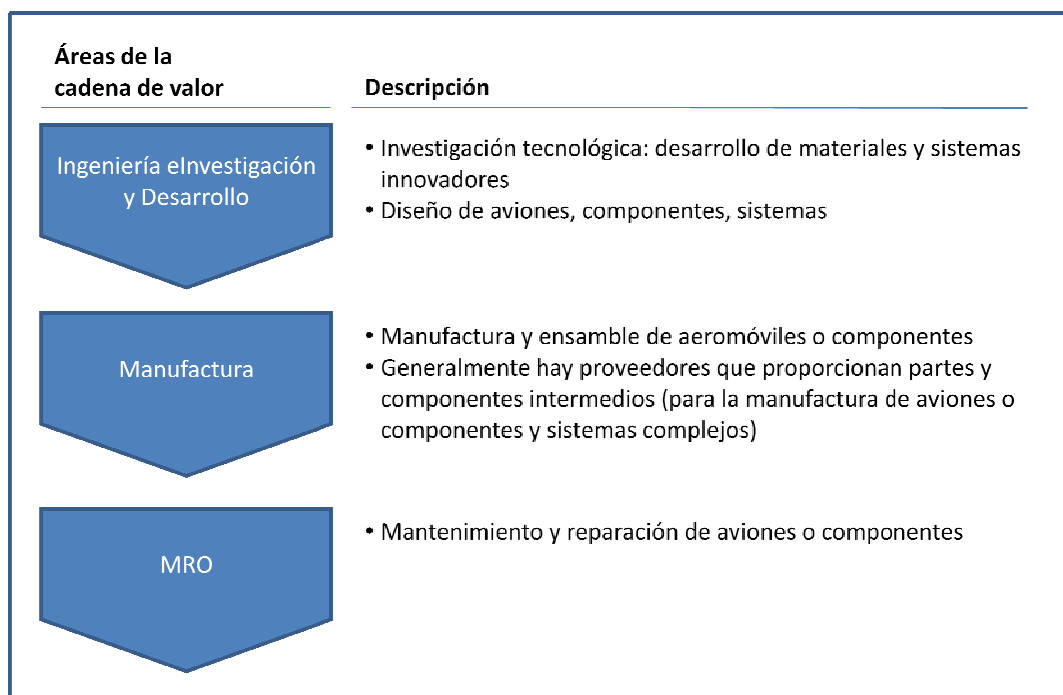 Áreas de la
cadena de valor
Descripción
Ingeniería eInvestigación
y Desarrollo
• Investigación tecnológica: desarrollo de materiales y sistemas
innovadores
• Diseño de aviones, componentes, sistemas
Manufactura
• Manufactura y ensamble de aeromóviles o componentes
• Generalmente hay proveedores que proporcionan partes y
componentes intermedios (para la manufactura de aviones o
componentes y sistemas complejos)
MRO
• Mantenimiento y reparación de aviones o componentes